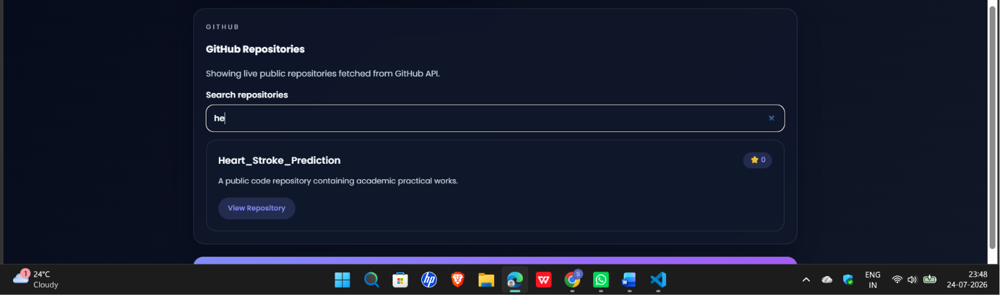 GITHUB
GitHub Repositories
Showing live public repositories fetched from GitHub API.
Search repositories
he
Heart_Stroke_Prediction
0
A public code repository containing academic practical works.
View Repository
1
24°C
Cloudy
hp
W
S
W
ENG
IN
23:48
24-07-2026